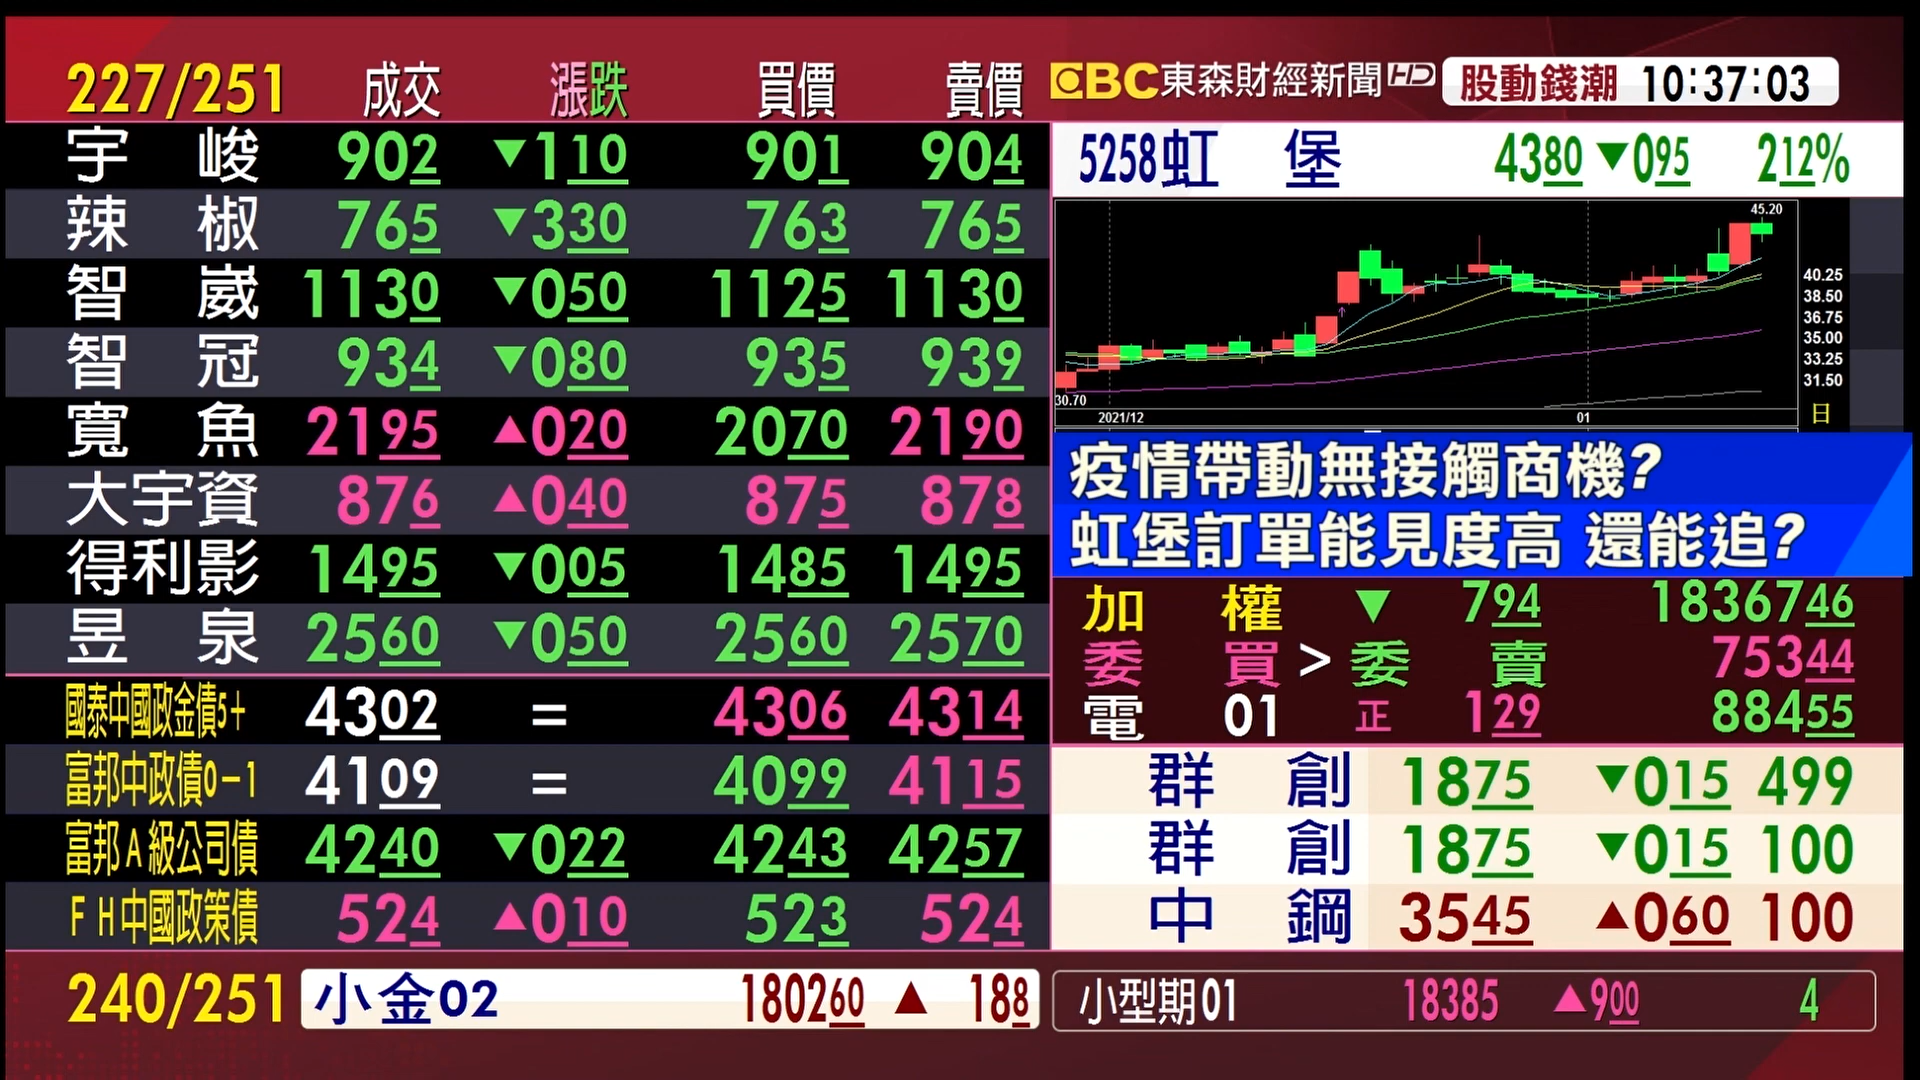 227/251 成交 漲跌 買價 賣價
宇峻 902 ▼110 901 904
辣椒 765 ▼330 763 765
智崴 1130 ▼050 1125 1130
智冠 934 ▼080 935 939
寬魚 2195 ▲020 2070 2190
大宇資 876 ▲040 875 878
得利影 1495 ▼005 1485 1495
昱泉 2560 ▼050 2560 2570
國泰中國政金債5+ 4302 = 4306 4314
富邦中政債0-1 4109 = 4099 4115
富邦A級公司債 4240 ▼022 4243 4257
FH中國政策債 524 ▲010 523 524
240/251 小金02 180260 ▲ 188
EBC東森財經新聞HD 股動錢潮 10:37:03
5258虹堡 4380 ▼095 212%
45.20
40.25
38.50
36.75
35.00
33.25
31.50
30.70
2021/12 01 日
疫情帶動無接觸商機?
虹堡訂單能見度高 還能追?
加權 ▼ 794 1836746
委買>委賣 75344
電01 正 129 88455
群創 1875 ▼015 499
群創 1875 ▼015 100
中鋼 3545 ▲060 100
小型期01 18385 ▲900 4